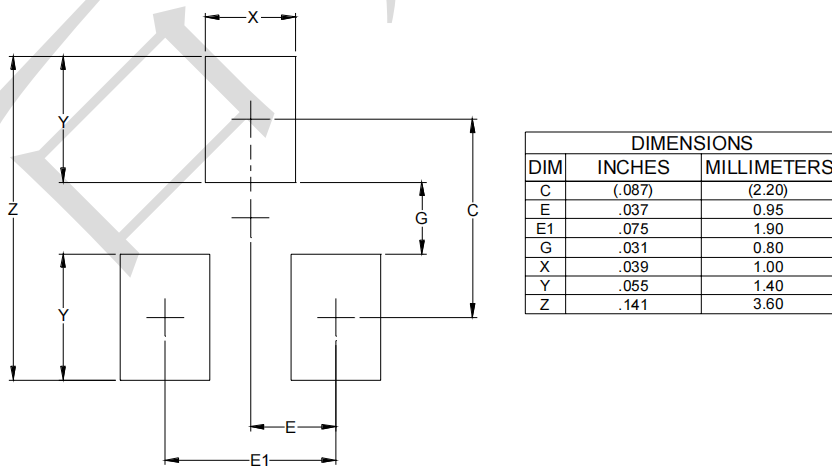 X
Y
Z
G
C
Y
E
E1
DIMENSIONS
DIM INCHES MILLIMETERS
C (.087) (2.20)
E .037 0.95
E1 .075 1.90
G .031 0.80
X .039 1.00
Y .055 1.40
Z .141 3.60